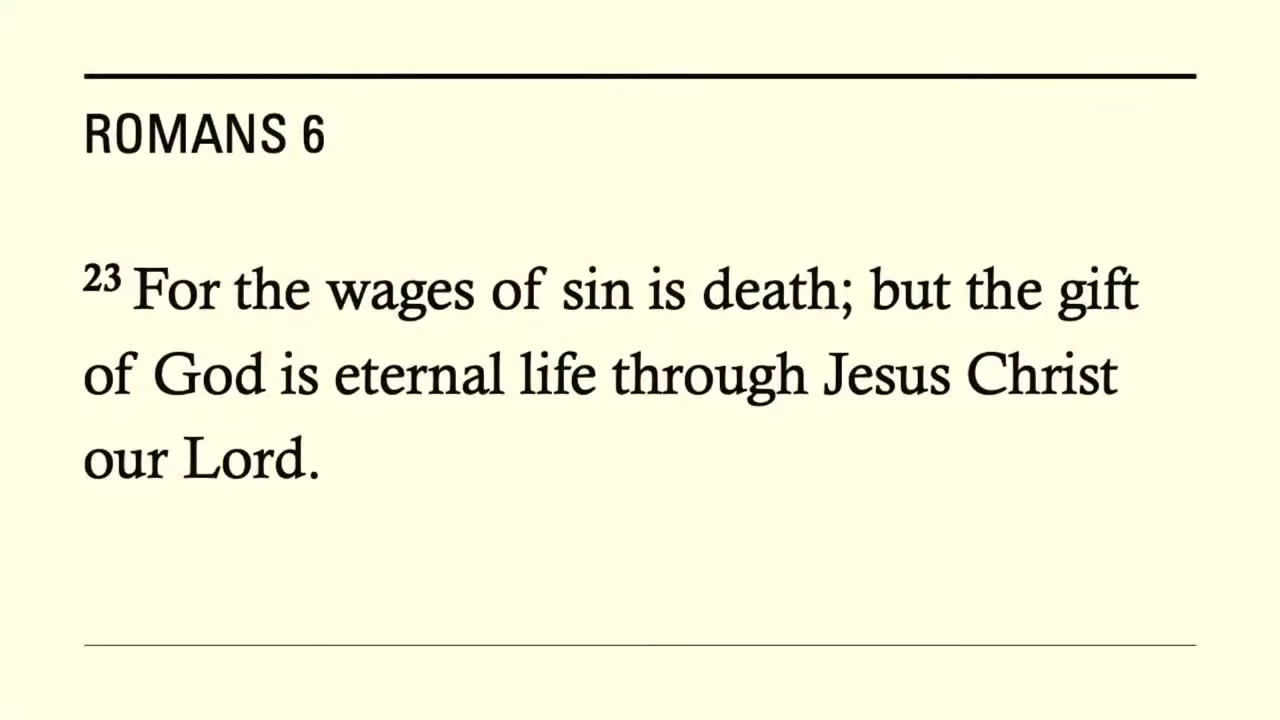 ROMANS 6
23 For the wages of sin is death; but the gift
of God is eternal life through Jesus Christ
our Lord.